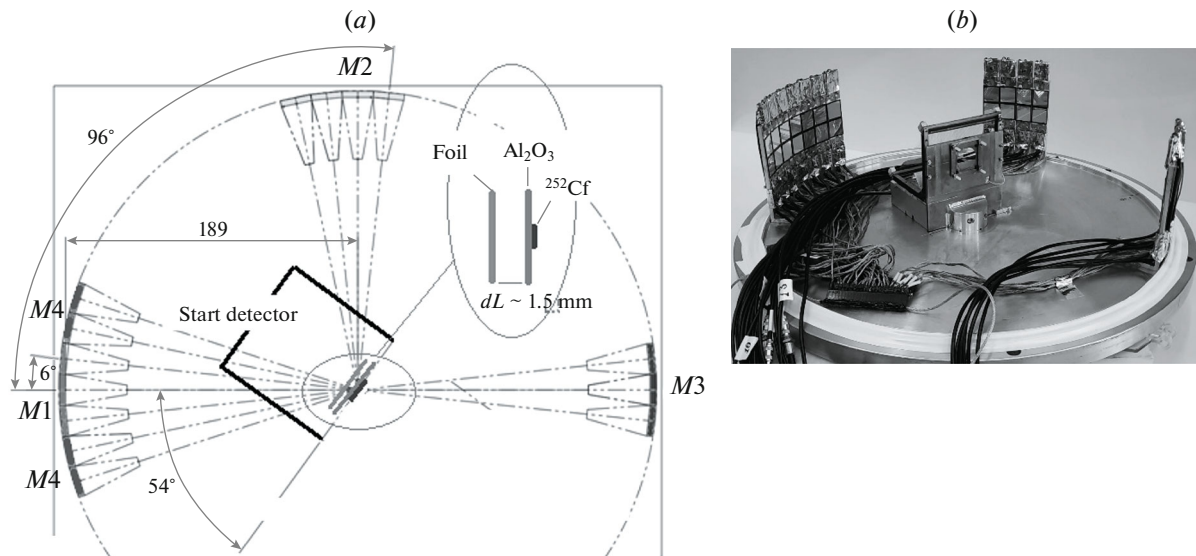 (a)
(b)
M2
96°
Foil
Al₂O₃
²⁵²Cf
189
dL ~ 1.5 mm
Start detector
M4
6°
M1
M3
M4
54°